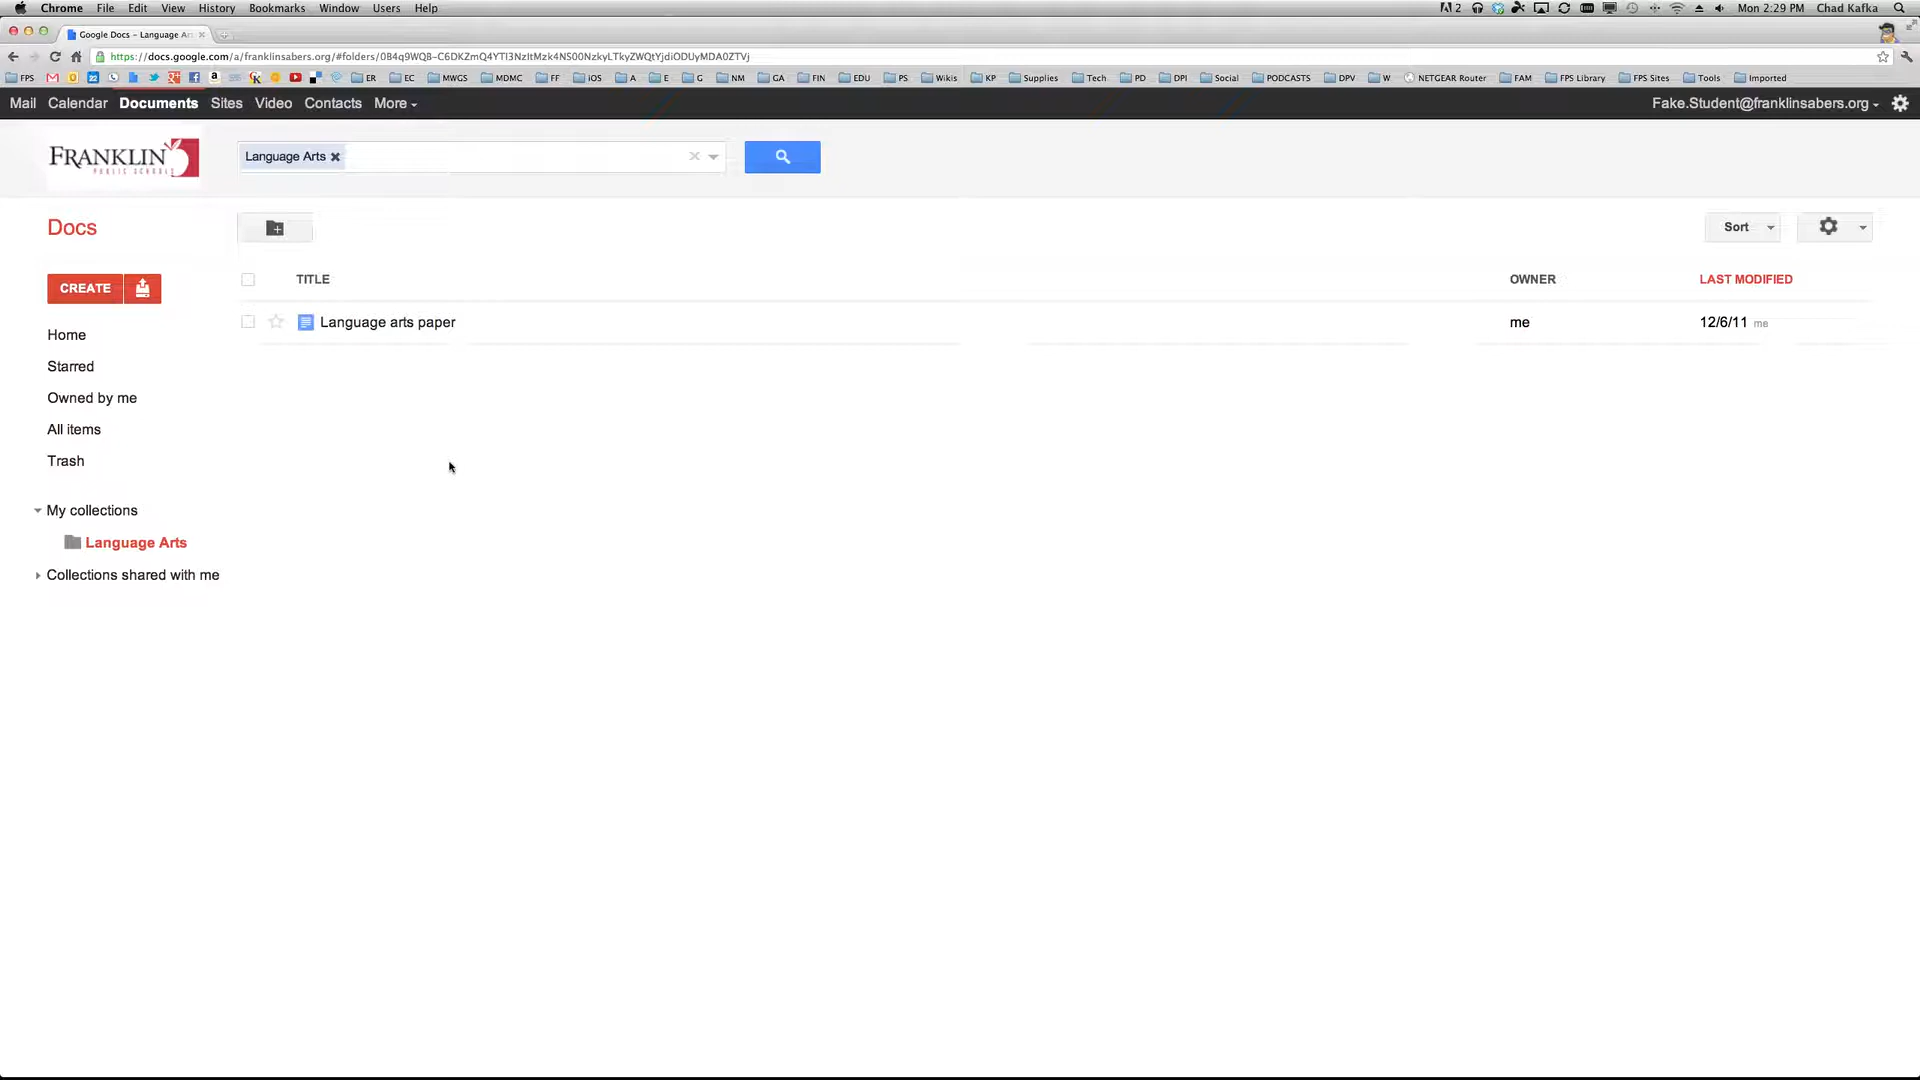 Chrome File Edit View History Bookmarks Window Users Help
2 Mon 2:29 PM Chad Kafka
Google Docs - Language Ar
https://docs.google.com/a/franklinsabers.org/#folders/
FPS ER EC MWGS MDMC FF iOS A E G NM GA FIN EDU PS Wikis KP Supplies Tech PD DPI Social PODCASTS DPV W NETGEAR Router FAM FPS Library FPS Sites Tools Imported
Mail Calendar Documents Sites Video Contacts More
Fake.Student@franklinsabers.org
FRANKLIN
PUBLIC SCHOOLS
Language Arts
Docs
Sort
CREATE
TITLE OWNER LAST MODIFIED
Language arts paper me 12/6/11 me
Home
Starred
Owned by me
All items
Trash
My collections
Language Arts
Collections shared with me